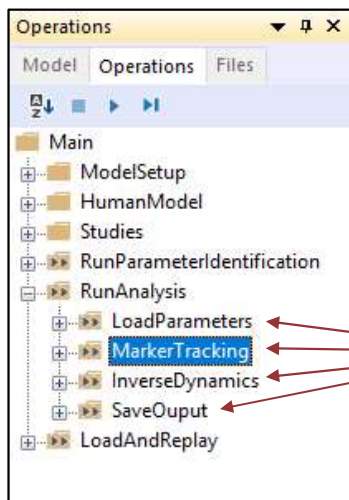 Operations
Model Operations Files
Main
ModelSetup
HumanModel
Studies
RunParameterIdentification
RunAnalysis
LoadParameters
MarkerTracking
InverseDynamics
SaveOuput
LoadAndReplay